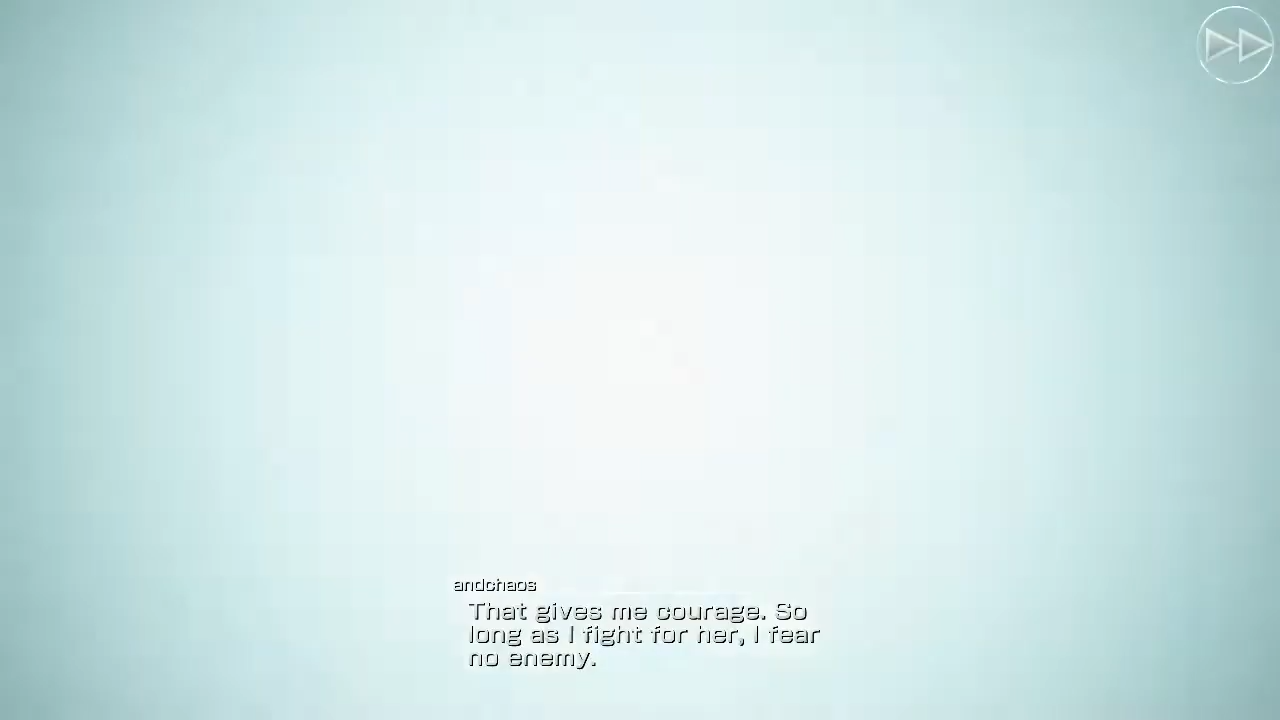 andchaos
That gives me courage. So
long as I fight for her, I fear
no enemy.